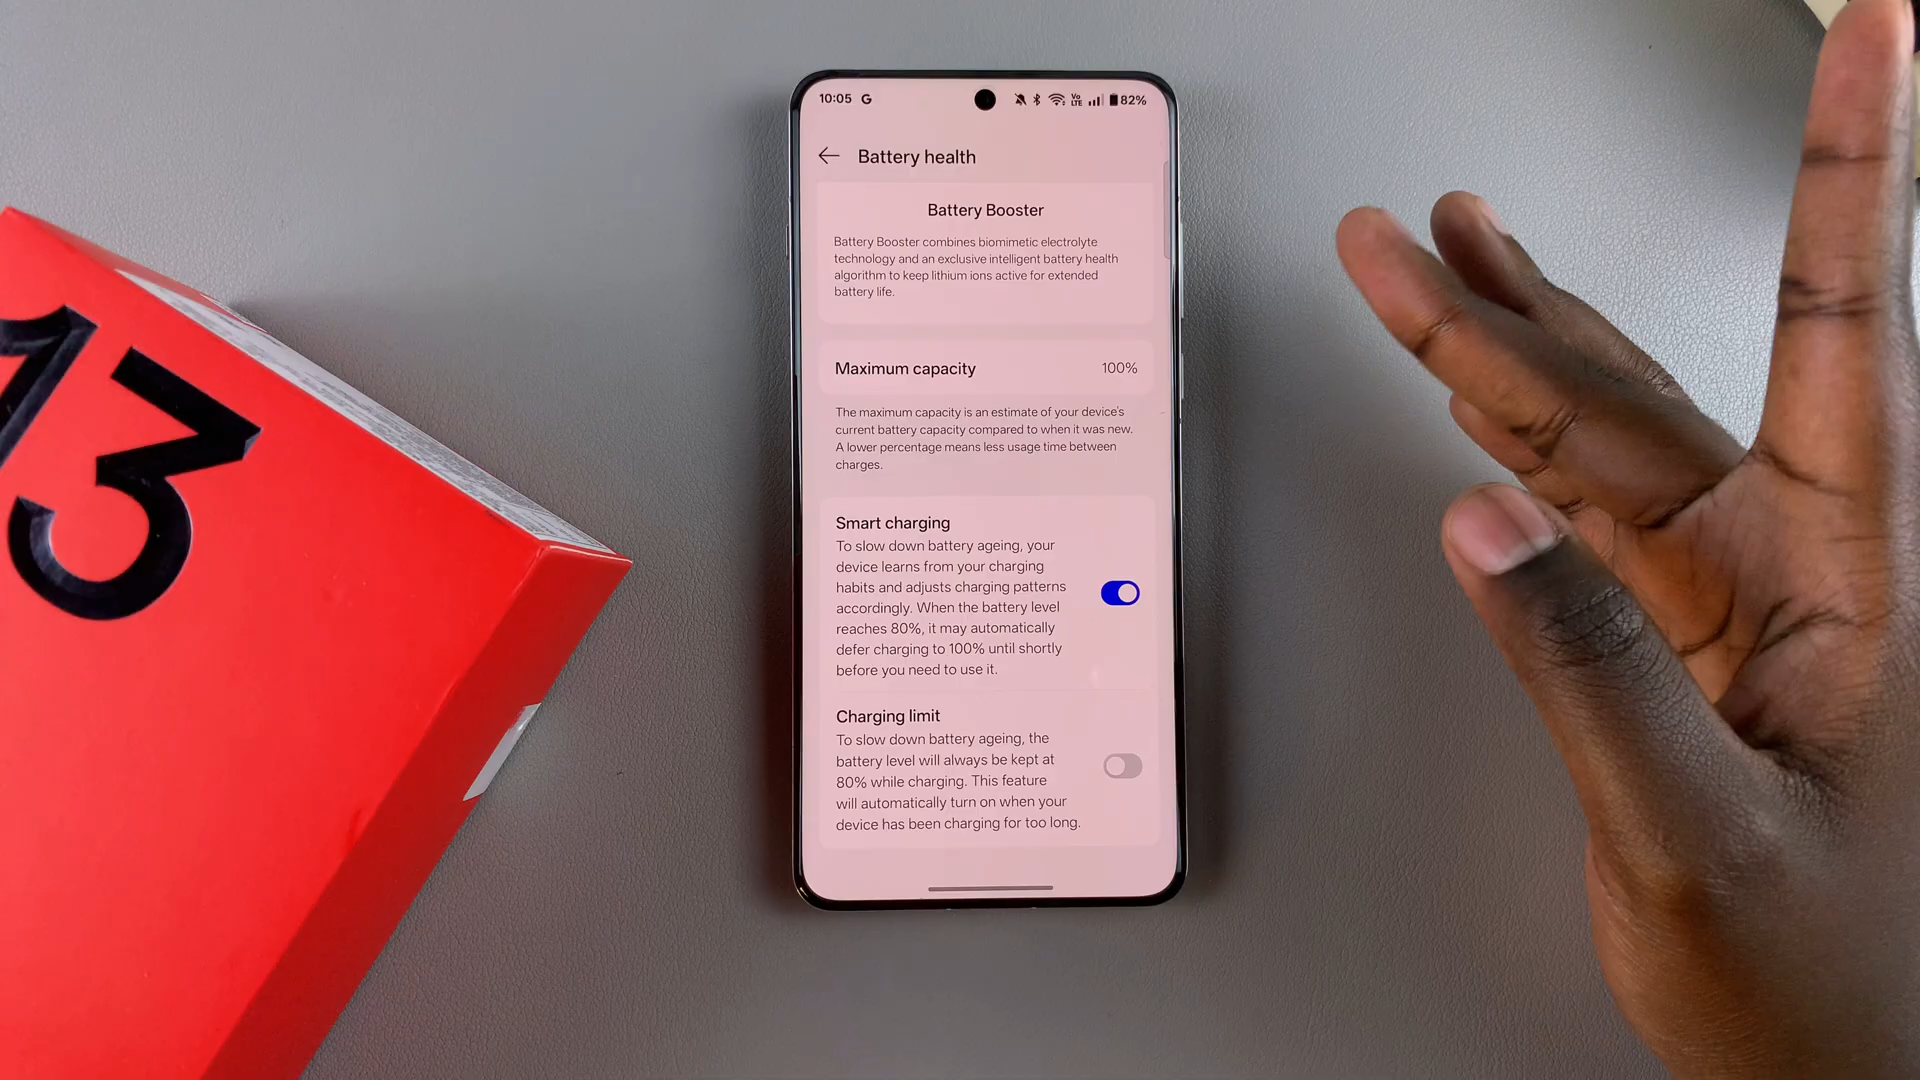 13
10:05 G
Vo
LTE
82%
Battery health
Battery Booster
Battery Booster combines biomimetic electrolyte
technology and an exclusive intelligent battery health
algorithm to keep lithium ions active for extended
battery life.
Maximum capacity 100%
The maximum capacity is an estimate of your device's
current battery capacity compared to when it was new.
A lower percentage means less usage time between
charges.
Smart charging
To slow down battery ageing, your
device learns from your charging
habits and adjusts charging patterns
accordingly. When the battery level
reaches 80%, it may automatically
defer charging to 100% until shortly
before you need to use it.
Charging limit
To slow down battery ageing, the
battery level will always be kept at
80% while charging. This feature
will automatically turn on when your
device has been charging for too long.